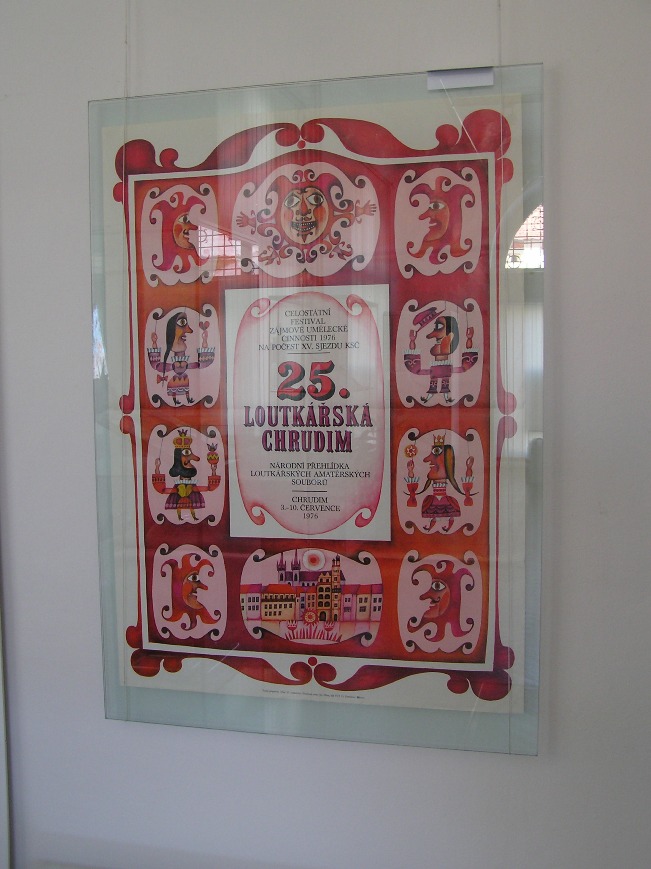 CELOSTÁTNÍ
FESTIVAL
ZÁJMOVÉ UMĚLECKÉ
ČINNOSTI 1976
NA POČEST XV. SJEZDU KSČ
25.
LOUTKÁŘSKÁ
CHRUDIM
NÁRODNÍ PŘEHLÍDKA
LOUTKÁŘSKÝCH AMATÉRSKÝCH
SOUBORŮ
CHRUDIM
3.–10. ČERVENCE
1976